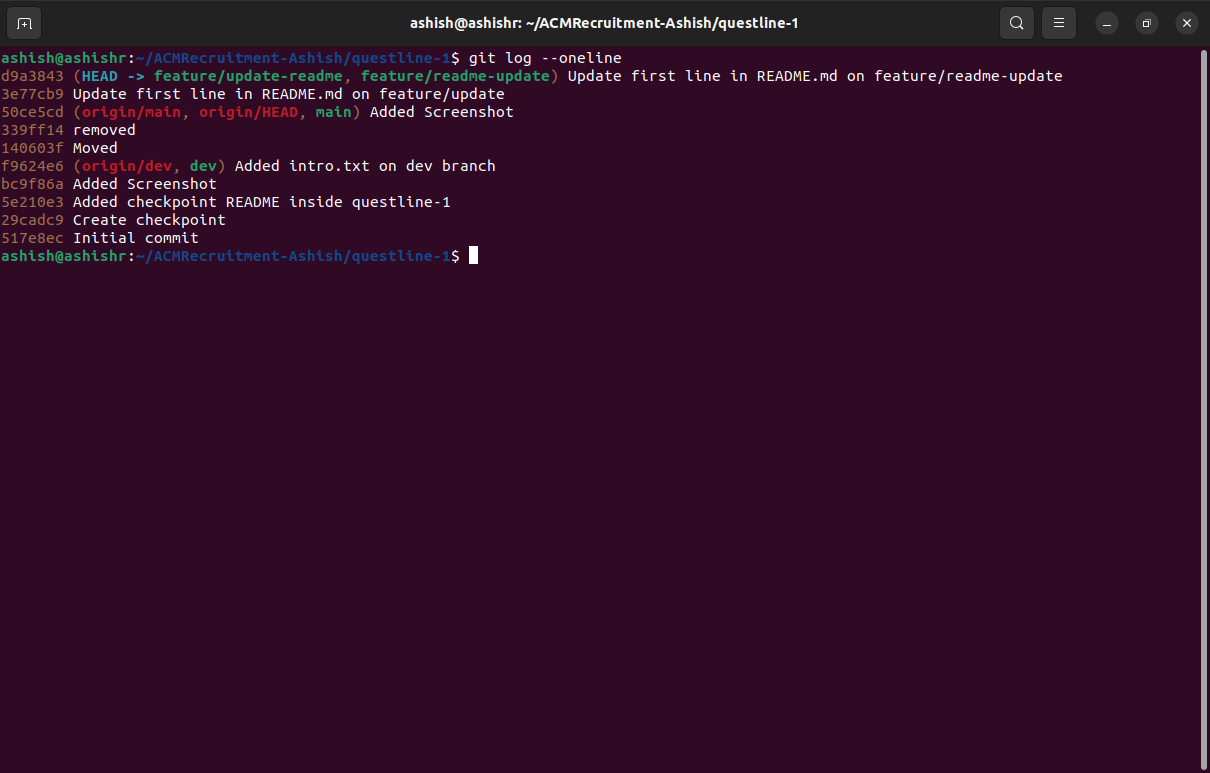 ashish@ashishr: ~/ACMRecruitment-Ashish/questline-1
ashish@ashishr:~/ACMRecruitment-Ashish/questline-1$ git log --oneline
d9a3843 (HEAD -> feature/update-readme, feature/readme-update) Update first line in README.md on feature/readme-update
3e77cb9 Update first line in README.md on feature/update
50ce5cd (origin/main, origin/HEAD, main) Added Screenshot
339ff14 removed
140603f Moved
f9624e6 (origin/dev, dev) Added intro.txt on dev branch
bc9f86a Added Screenshot
5e210e3 Added checkpoint README inside questline-1
29cadc9 Create checkpoint
517e8ec Initial commit
ashish@ashishr:~/ACMRecruitment-Ashish/questline-1$